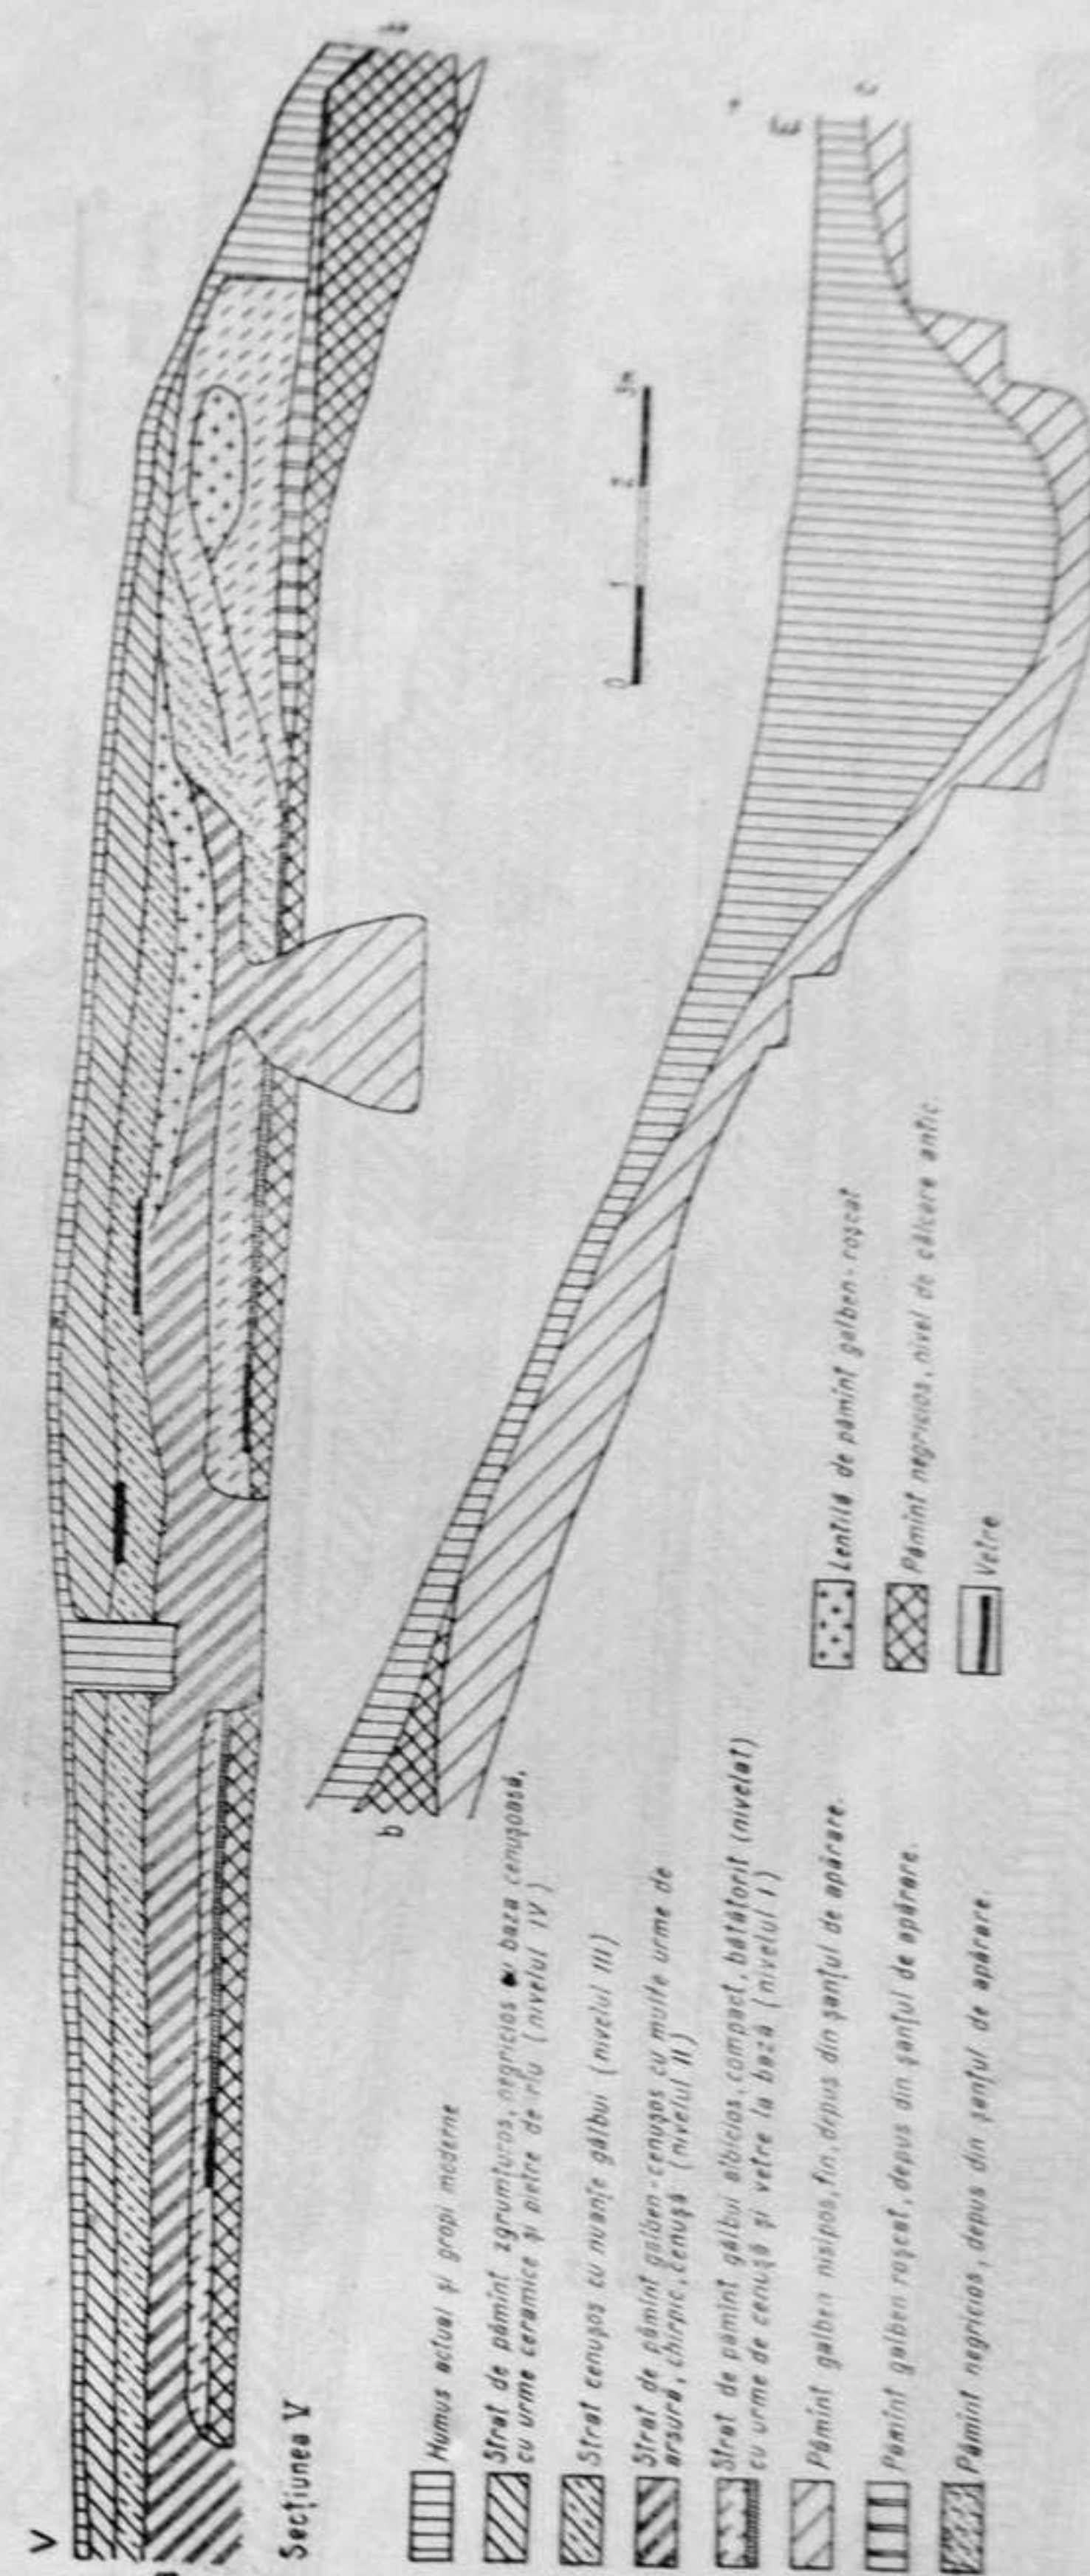 V
E
c
b
0 1 2 3m
Secțiunea V
Humus actual și gropi moderne
Strat de pămînt zgrumțuros, negricios cu baza cenușoasă,
cu urme ceramice și pietre de rîu (nivelul IV)
Strat cenușos cu nuanțe gălbui (nivelul III)
Strat de pămînt galben-cenușos cu multe urme de
arsură, chirpic, cenușă (nivelul II)
Strat de pămînt gălbui albicios, compact, bătătorit (nivelat)
cu urme de cenușă și vetre la bază (nivelul I)
Pămînt galben nisipos, fin, depus din șanțul de apărare.
Pămînt galben roșcat, depus din șanțul de apărare.
Pămînt negricios, depus din șanțul de apărare.
Lentilă de pămînt galben-roșcat
Pămînt negricios, nivel de călcare antic.
Vetre